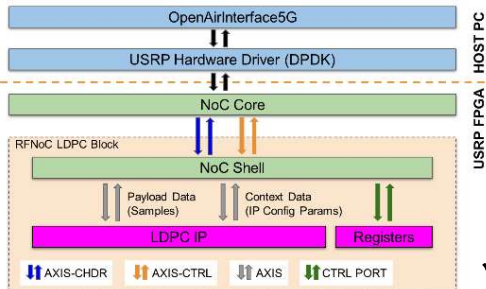 OpenAirInterface5G
USRP Hardware Driver (DPDK)
HOST PC
NoC Core
USRP FPGA
RFNoC LDPC Block
NoC Shell
Payload Data
(Samples)
Context Data
(IP Config Params)
LDPC IP
Registers
AXIS-CHDR
AXIS-CTRL
AXIS
CTRL PORT